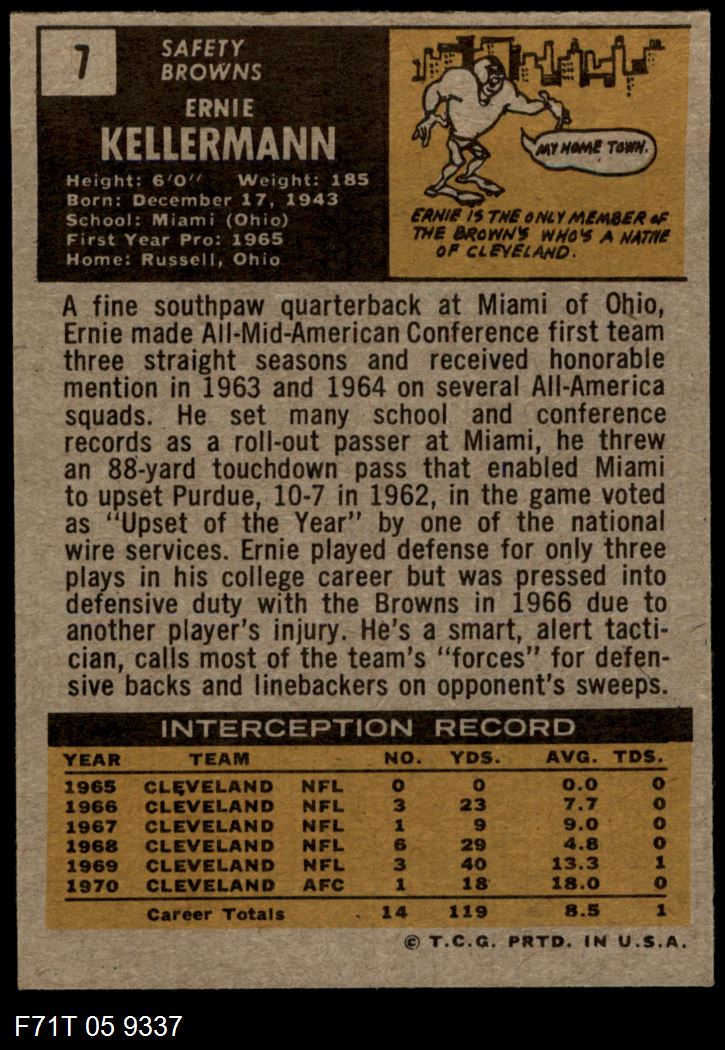 7
SAFETY
BROWNS
ERNIE
KELLERMANN
Height: 6'0" Weight: 185
Born: December 17, 1943
School: Miami (Ohio)
First Year Pro: 1965
Home: Russell, Ohio
MY HOME TOWN.
ERNIE IS THE ONLY MEMBER OF
THE BROWN'S WHO'S A NATIVE
OF CLEVELAND.
A fine southpaw quarterback at Miami of Ohio,
Ernie made All-Mid-American Conference first team
three straight seasons and received honorable
mention in 1963 and 1964 on several All-America
squads. He set many school and conference
records as a roll-out passer at Miami, he threw
an 88-yard touchdown pass that enabled Miami
to upset Purdue, 10-7 in 1962, in the game voted
as "Upset of the Year" by one of the national
wire services. Ernie played defense for only three
plays in his college career but was pressed into
defensive duty with the Browns in 1966 due to
another player's injury. He's a smart, alert tacti-
cian, calls most of the team's "forces" for defen-
sive backs and linebackers on opponent's sweeps.
INTERCEPTION RECORD
YEAR TEAM NO. YDS. AVG. TDS.
1965 CLEVELAND NFL 0 0 0.0 0
1966 CLEVELAND NFL 3 23 7.7 0
1967 CLEVELAND NFL 1 9 9.0 0
1968 CLEVELAND NFL 6 29 4.8 0
1969 CLEVELAND NFL 3 40 13.3 1
1970 CLEVELAND AFC 1 18 18.0 0
Career Totals 14 119 8.5 1
© T.C.G. PRTD. IN U.S.A.
F71T 05 9337